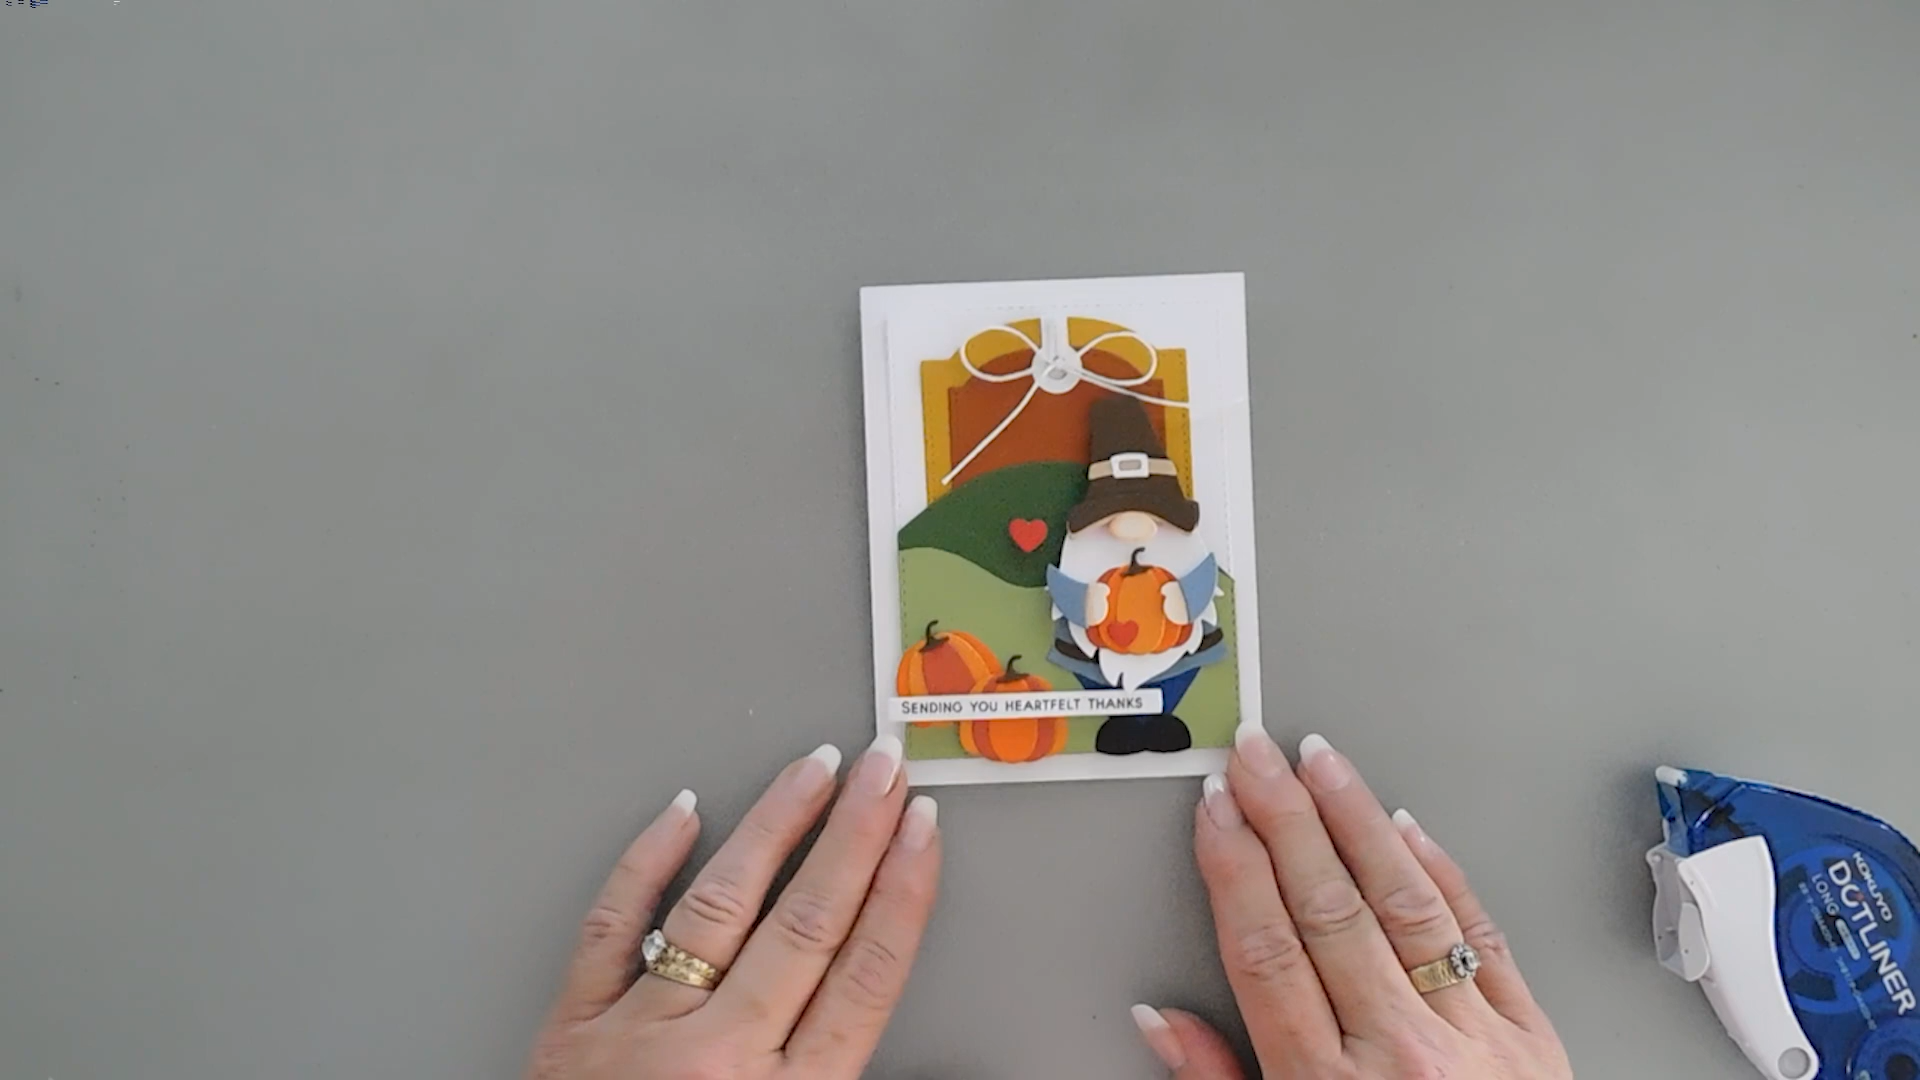 SENDING YOU HEARTFELT THANKS
KOKUYO
DOTLINER
LONG